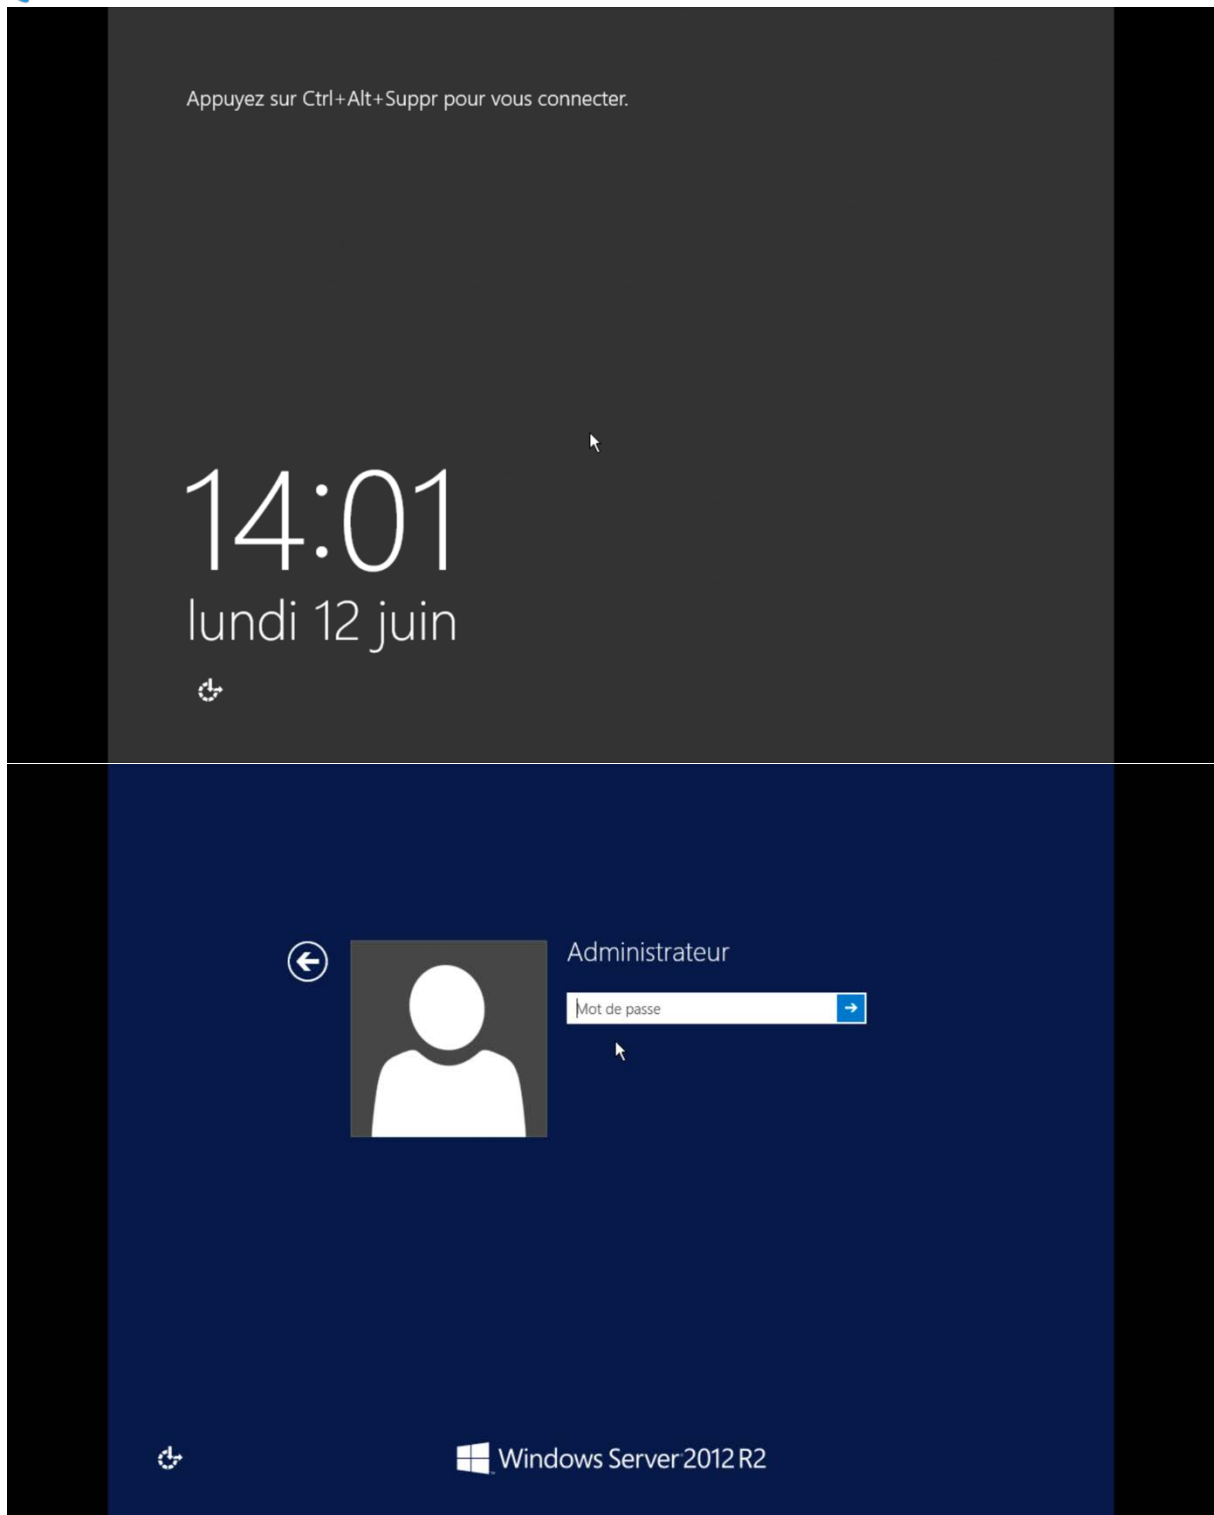 Appuyez sur Ctrl+Alt+Suppr pour vous connecter.
14:01
lundi 12 juin
Administrateur
Mot de passe
Windows Server 2012 R2